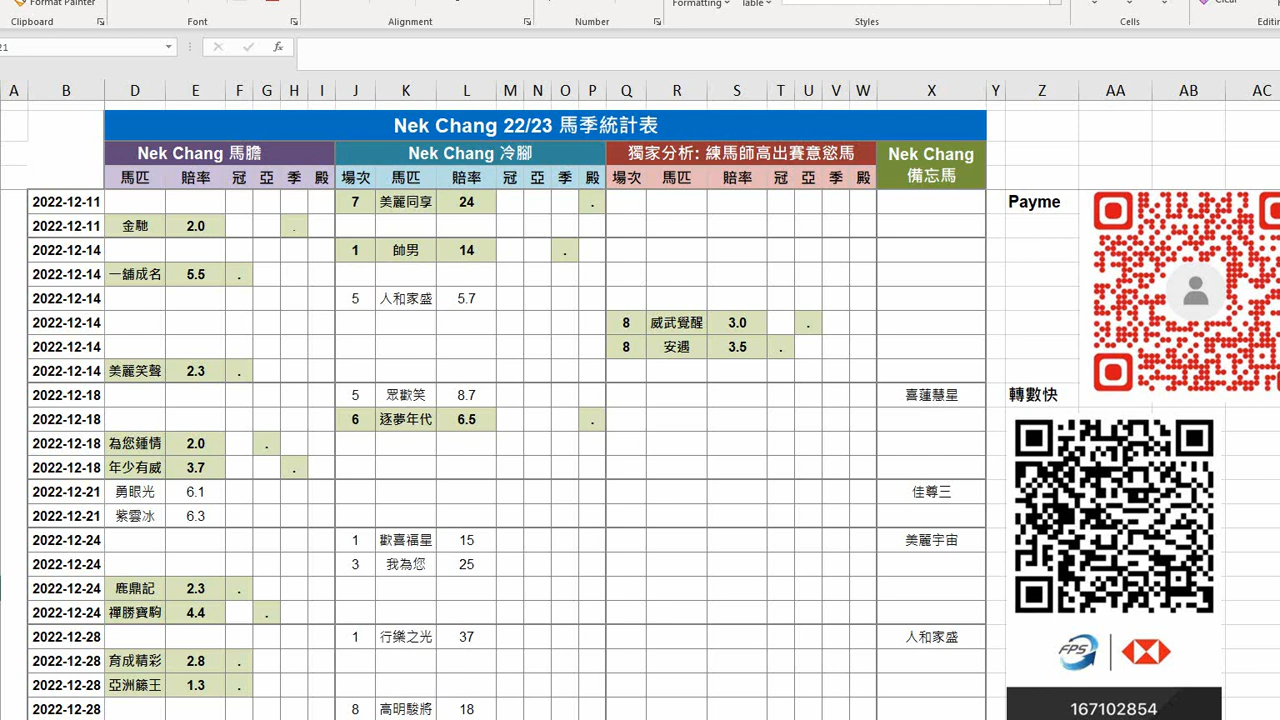 Format Painter
Formatting Table Clear
Clipboard Font Alignment Number Styles Cells Editin
21 fx
A B D E F G H I J K L M N O P Q R S T U V W X Y Z AA AB AC
Nek Chang 22/23 馬季統計表
Nek Chang 馬膽 Nek Chang 冷腳 獨家分析: 練馬師高出賽意慾馬 Nek Chang 備忘馬
馬匹 賠率 冠 亞 季 殿 場次 馬匹 賠率 冠 亞 季 殿 場次 馬匹 賠率 冠 亞 季 殿
2022-12-11 7 美麗同享 24 . Payme
2022-12-11 金馳 2.0 .
2022-12-14 1 帥男 14 .
2022-12-14 一舖成名 5.5 .
2022-12-14 5 人和家盛 5.7
2022-12-14 8 威武覺醒 3.0 .
2022-12-14 8 安遇 3.5 .
2022-12-14 美麗笑聲 2.3 .
2022-12-18 5 眾歡笑 8.7 喜蓮慧星 轉數快
2022-12-18 6 逐夢年代 6.5 .
2022-12-18 為您鍾情 2.0 .
2022-12-18 年少有威 3.7 .
2022-12-21 勇眼光 6.1 佳尊三
2022-12-21 紫雲冰 6.3
2022-12-24 1 歡喜福星 15 美麗宇宙
2022-12-24 3 我為您 25
2022-12-24 鹿鼎記 2.3 .
2022-12-24 禪勝寶駒 4.4 .
2022-12-28 1 行樂之光 37 人和家盛
2022-12-28 育成精彩 2.8 . FPS
2022-12-28 亞洲籐王 1.3 .
2022-12-28 8 高明駿將 18 167102854